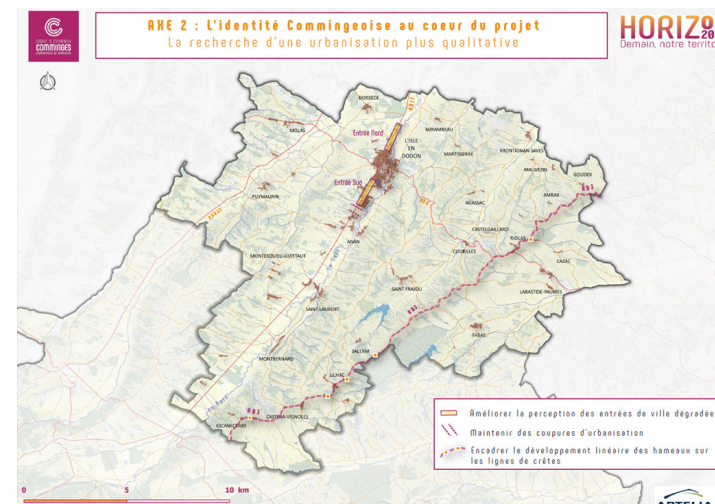 COMMINGES
AXE 2 : L'identité Commingeoise au coeur du projet
La recherche d'une urbanisation plus qualitative
HORIZ
20
Demain, notre territo
BOISSEDE
MOLAS
Entrée Nord
MIRAMBEAU
L'ISLE
EN
DODON
MARTISSERRE
FRONTIGNAN-SAVES
MAUVEZIN
GOUDEX
Entrée Sud
AMBAX
PUYMAURIN
AGASSAC
CASTELGAILLARD
RIOLAS
ANAN
COUEILLES
MONTESQUIEU-GUITTAUT
CAZAC
SAINT FRAJOU
LABASTIDE-PAUMES
SAINT-LAURENT
FABAS
SALERM
MONTBERNARD
LILHAC
CASTERA-VIGNOLES
ESCANECRABE
Améliorer la perception des entrées de ville dégradée
Maintenir des coupures d'urbanisation
Encadrer le développement linéaire des hameaux sur
les lignes de crêtes
0 5 10 km
ARTELIA